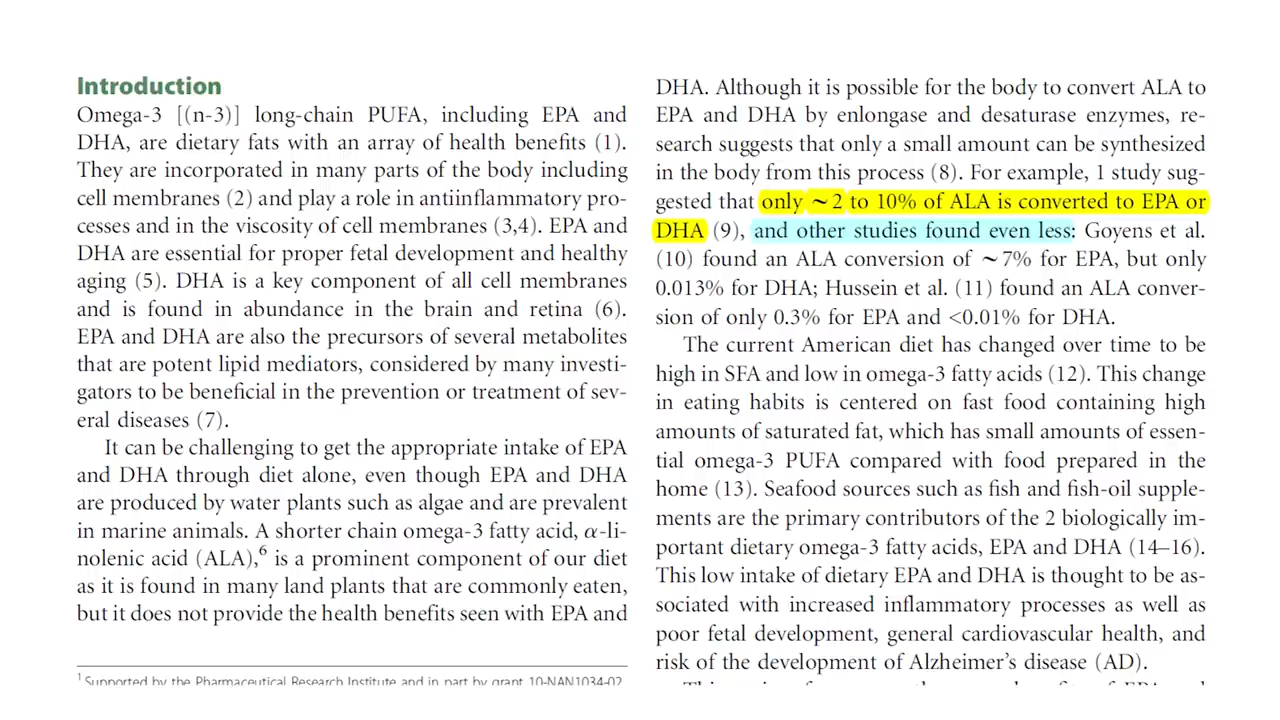 Introduction
Omega-3 [(n-3)] long-chain PUFA, including EPA and
DHA, are dietary fats with an array of health benefits (1).
They are incorporated in many parts of the body including
cell membranes (2) and play a role in antiinflammatory pro-
cesses and in the viscosity of cell membranes (3,4). EPA and
DHA are essential for proper fetal development and healthy
aging (5). DHA is a key component of all cell membranes
and is found in abundance in the brain and retina (6).
EPA and DHA are also the precursors of several metabolites
that are potent lipid mediators, considered by many investi-
gators to be beneficial in the prevention or treatment of sev-
eral diseases (7).
It can be challenging to get the appropriate intake of EPA
and DHA through diet alone, even though EPA and DHA
are produced by water plants such as algae and are prevalent
in marine animals. A shorter chain omega-3 fatty acid, α-li-
nolenic acid (ALA),⁶ is a prominent component of our diet
as it is found in many land plants that are commonly eaten,
but it does not provide the health benefits seen with EPA and
¹ Supported by the Pharmaceutical Research Institute and in part by grant 10-NAN1034-02
DHA. Although it is possible for the body to convert ALA to
EPA and DHA by enlongase and desaturase enzymes, re-
search suggests that only a small amount can be synthesized
in the body from this process (8). For example, 1 study sug-
gested that only ~2 to 10% of ALA is converted to EPA or
DHA (9), and other studies found even less: Goyens et al.
(10) found an ALA conversion of ~7% for EPA, but only
0.013% for DHA; Hussein et al. (11) found an ALA conver-
sion of only 0.3% for EPA and <0.01% for DHA.
The current American diet has changed over time to be
high in SFA and low in omega-3 fatty acids (12). This change
in eating habits is centered on fast food containing high
amounts of saturated fat, which has small amounts of essen-
tial omega-3 PUFA compared with food prepared in the
home (13). Seafood sources such as fish and fish-oil supple-
ments are the primary contributors of the 2 biologically im-
portant dietary omega-3 fatty acids, EPA and DHA (14–16).
This low intake of dietary EPA and DHA is thought to be as-
sociated with increased inflammatory processes as well as
poor fetal development, general cardiovascular health, and
risk of the development of Alzheimer's disease (AD).